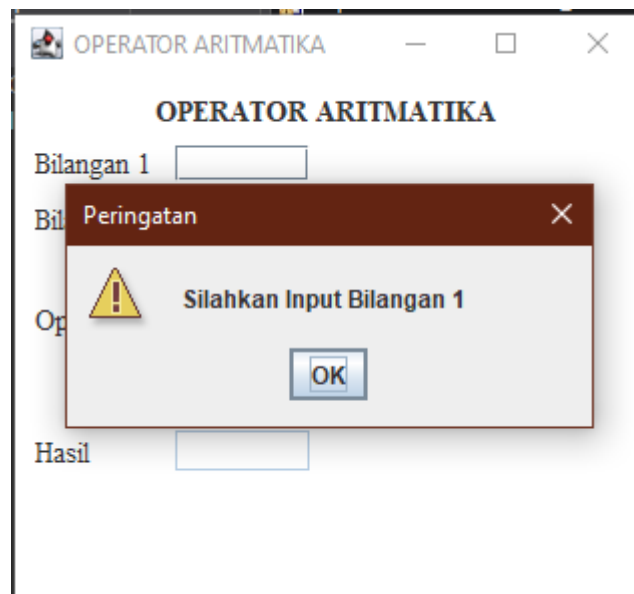 OPERATOR ARITMATIKA
OPERATOR ARITMATIKA
Bilangan 1
Peringatan
Silahkan Input Bilangan 1
OK
Hasil